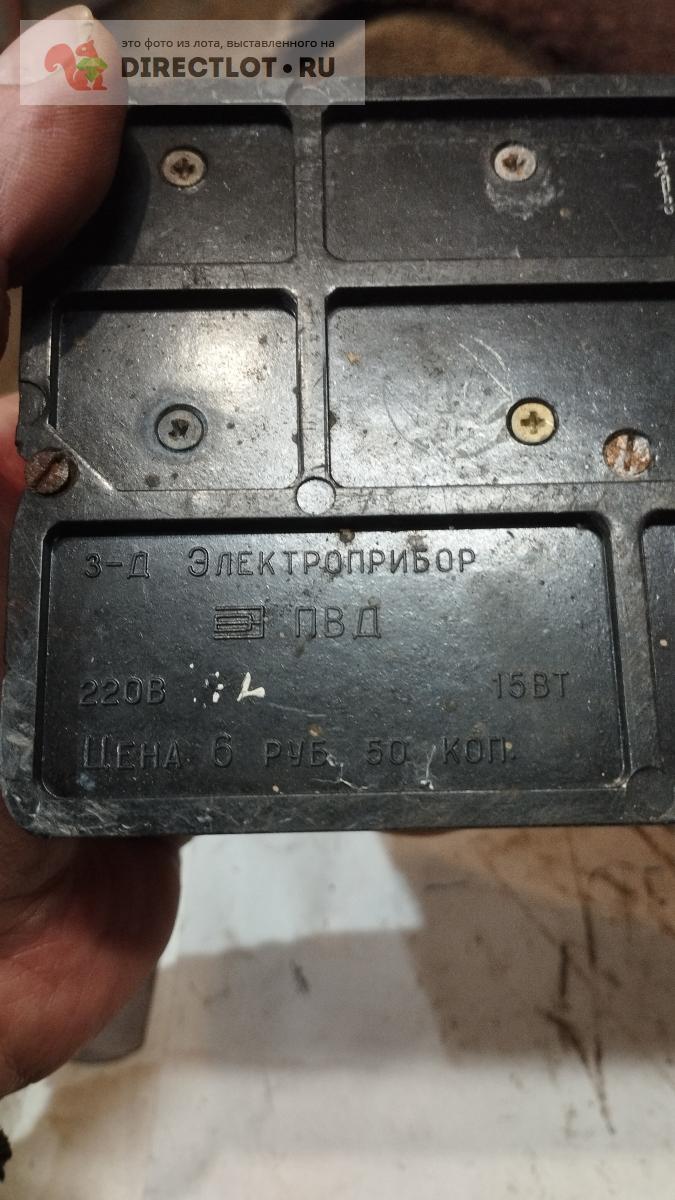 это фото из лота, выставленного на
DIRECTLOT.RU
З-Д ЭЛЕКТРОПРИБОР
ПВД
220В 15ВТ
ЦЕНА 6 РУБ. 50 КОП.